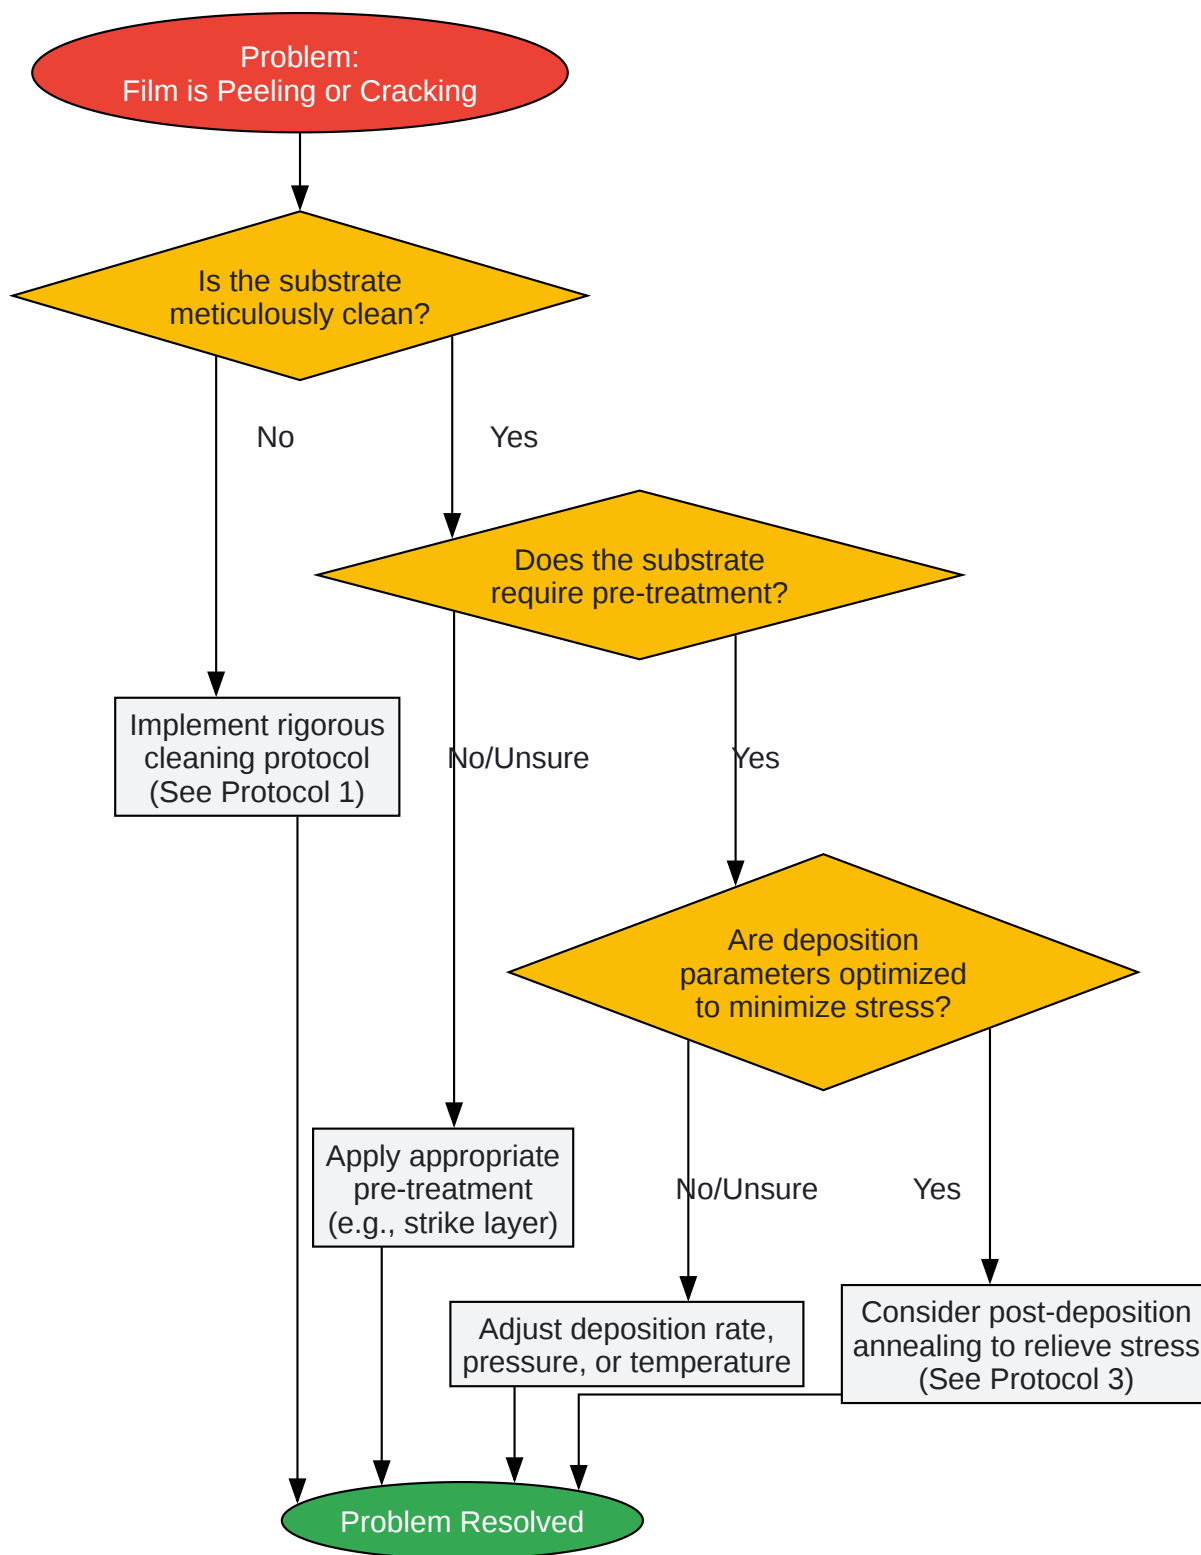 Problem:
Film is Peeling or Cracking
Is the substrate
meticulously clean?
No
Yes
Does the substrate
require pre-treatment?
Implement rigorous
cleaning protocol
(See Protocol 1)
No/Unsure
Yes
Are deposition
parameters optimized
to minimize stress?
Apply appropriate
pre-treatment
(e.g., strike layer)
No/Unsure
Yes
Adjust deposition rate,
pressure, or temperature
Consider post-deposition
annealing to relieve stress
(See Protocol 3)
Problem Resolved